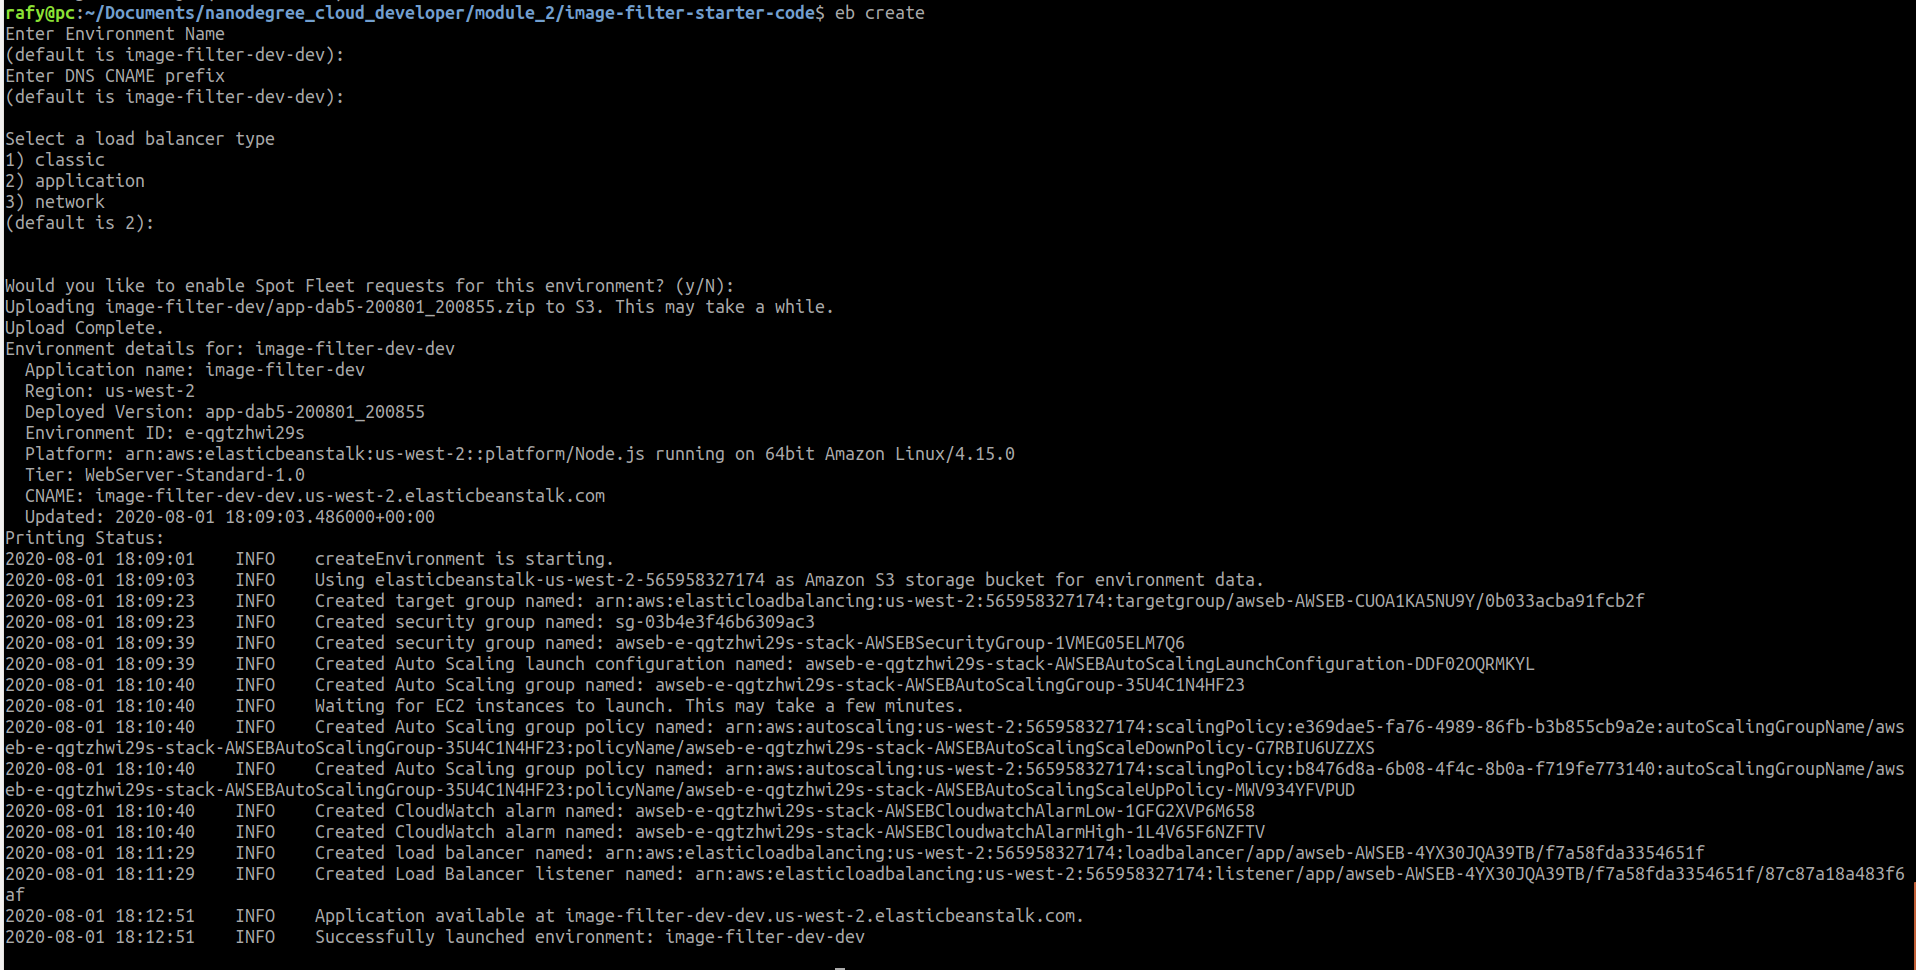 rafy@pc:~/Documents/nanodegree_cloud_developer/module_2/image-filter-starter-code$ eb create
Enter Environment Name
(default is image-filter-dev-dev):
Enter DNS CNAME prefix
(default is image-filter-dev-dev):
Select a load balancer type
1) classic
2) application
3) network
(default is 2):
Would you like to enable Spot Fleet requests for this environment? (y/N):
Uploading image-filter-dev/app-dab5-200801_200855.zip to S3. This may take a while.
Upload Complete.
Environment details for: image-filter-dev-dev
  Application name: image-filter-dev
  Region: us-west-2
  Deployed Version: app-dab5-200801_200855
  Environment ID: e-qgtzhwi29s
  Platform: arn:aws:elasticbeanstalk:us-west-2::platform/Node.js running on 64bit Amazon Linux/4.15.0
  Tier: WebServer-Standard-1.0
  CNAME: image-filter-dev-dev.us-west-2.elasticbeanstalk.com
  Updated: 2020-08-01 18:09:03.486000+00:00
Printing Status:
2020-08-01 18:09:01    INFO    createEnvironment is starting.
2020-08-01 18:09:03    INFO    Using elasticbeanstalk-us-west-2-565958327174 as Amazon S3 storage bucket for environment data.
2020-08-01 18:09:23    INFO    Created target group named: arn:aws:elasticloadbalancing:us-west-2:565958327174:targetgroup/awseb-AWSEB-CUOA1KA5NU9Y/0b033acba91fcb2f
2020-08-01 18:09:23    INFO    Created security group named: sg-03b4e3f46b6309ac3
2020-08-01 18:09:39    INFO    Created security group named: awseb-e-qgtzhwi29s-stack-AWSEBSecurityGroup-1VMEG05ELM7Q6
2020-08-01 18:09:39    INFO    Created Auto Scaling launch configuration named: awseb-e-qgtzhwi29s-stack-AWSEBAutoScalingLaunchConfiguration-DDF02OQRMKYL
2020-08-01 18:10:40    INFO    Created Auto Scaling group named: awseb-e-qgtzhwi29s-stack-AWSEBAutoScalingGroup-35U4C1N4HF23
2020-08-01 18:10:40    INFO    Waiting for EC2 instances to launch. This may take a few minutes.
2020-08-01 18:10:40    INFO    Created Auto Scaling group policy named: arn:aws:autoscaling:us-west-2:565958327174:scalingPolicy:e369dae5-fa76-4989-86fb-b3b855cb9a2e:autoScalingGroupName/aws
eb-e-qgtzhwi29s-stack-AWSEBAutoScalingGroup-35U4C1N4HF23:policyName/awseb-e-qgtzhwi29s-stack-AWSEBAutoScalingScaleDownPolicy-G7RBIU6UZZXS
2020-08-01 18:10:40    INFO    Created Auto Scaling group policy named: arn:aws:autoscaling:us-west-2:565958327174:scalingPolicy:b8476d8a-6b08-4f4c-8b0a-f719fe773140:autoScalingGroupName/aws
eb-e-qgtzhwi29s-stack-AWSEBAutoScalingGroup-35U4C1N4HF23:policyName/awseb-e-qgtzhwi29s-stack-AWSEBAutoScalingScaleUpPolicy-MWV934YFVPUD
2020-08-01 18:10:40    INFO    Created CloudWatch alarm named: awseb-e-qgtzhwi29s-stack-AWSEBCloudwatchAlarmLow-1GFG2XVP6M658
2020-08-01 18:10:40    INFO    Created CloudWatch alarm named: awseb-e-qgtzhwi29s-stack-AWSEBCloudwatchAlarmHigh-1L4V65F6NZFTV
2020-08-01 18:11:29    INFO    Created load balancer named: arn:aws:elasticloadbalancing:us-west-2:565958327174:loadbalancer/app/awseb-AWSEB-4YX30JQA39TB/f7a58fda3354651f
2020-08-01 18:11:29    INFO    Created Load Balancer listener named: arn:aws:elasticloadbalancing:us-west-2:565958327174:listener/app/awseb-AWSEB-4YX30JQA39TB/f7a58fda3354651f/87c87a18a483f6
af
2020-08-01 18:12:51    INFO    Application available at image-filter-dev-dev.us-west-2.elasticbeanstalk.com.
2020-08-01 18:12:51    INFO    Successfully launched environment: image-filter-dev-dev